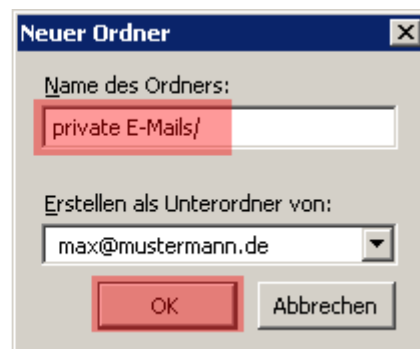 Neuer Ordner
Name des Ordners:
private E-Mails/
Erstellen als Unterordner von:
max@mustermann.de
OK
Abbrechen